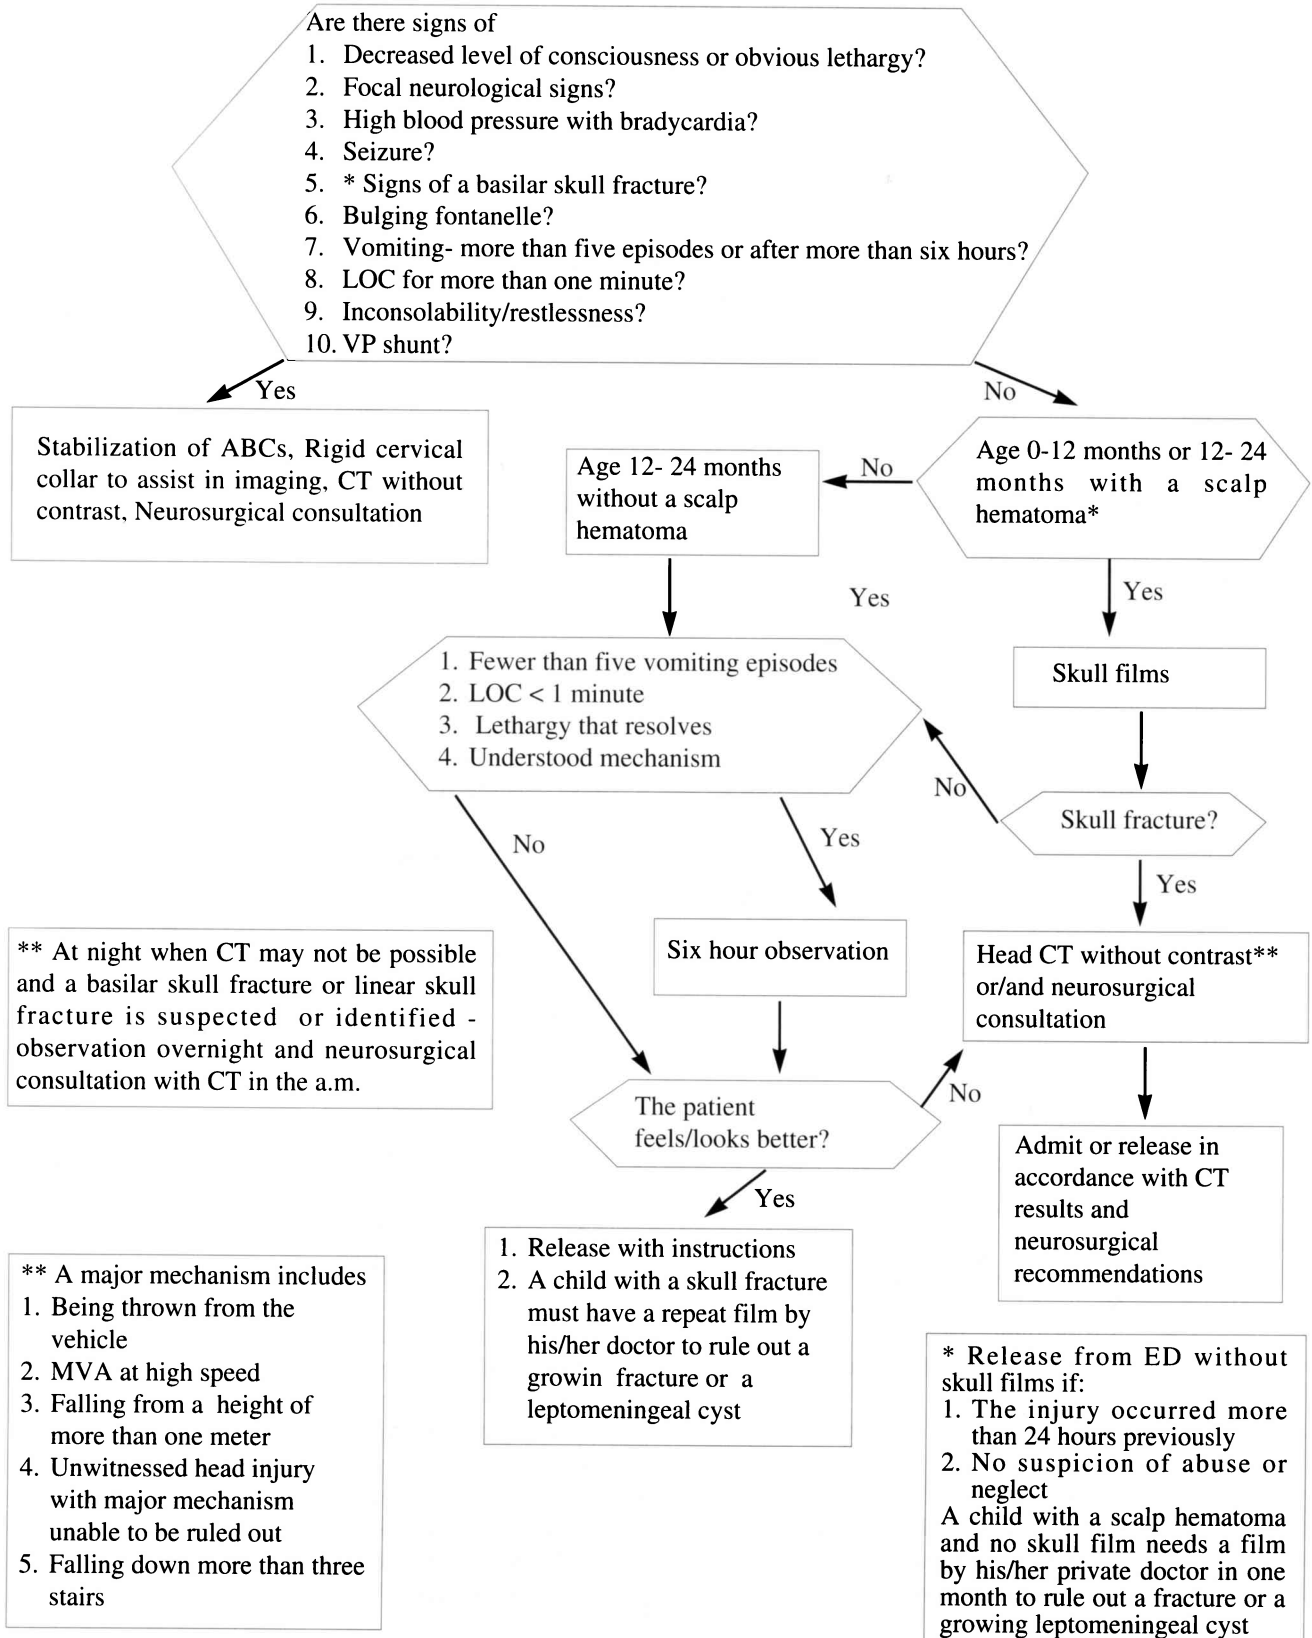 Are there signs of
1. Decreased level of consciousness or obvious lethargy?
2. Focal neurological signs?
3. High blood pressure with bradycardia?
4. Seizure?
5. * Signs of a basilar skull fracture?
6. Bulging fontanelle?
7. Vomiting- more than five episodes or after more than six hours?
8. LOC for more than one minute?
9. Inconsolability/restlessness?
10. VP shunt?
Yes
No
Stabilization of ABCs, Rigid cervical
collar to assist in imaging, CT without
contrast, Neurosurgical consultation
Age 12- 24 months
without a scalp
hematoma
No
Age 0-12 months or 12- 24
months with a scalp
hematoma*
Yes
Yes
1. Fewer than five vomiting episodes
2. LOC < 1 minute
3. Lethargy that resolves
4. Understood mechanism
Skull films
No
Skull fracture?
No
Yes
Yes
** At night when CT may not be possible
and a basilar skull fracture or linear skull
fracture is suspected or identified -
observation overnight and neurosurgical
consultation with CT in the a.m.
Six hour observation
Head CT without contrast**
or/and neurosurgical
consultation
The patient
feels/looks better?
No
Yes
Admit or release in
accordance with CT
results and
neurosurgical
recommendations
1. Release with instructions
2. A child with a skull fracture
must have a repeat film by
his/her doctor to rule out a
growin fracture or a
leptomeningeal cyst
** A major mechanism includes
1. Being thrown from the
vehicle
2. MVA at high speed
3. Falling from a height of
more than one meter
4. Unwitnessed head injury
with major mechanism
unable to be ruled out
5. Falling down more than three
stairs
* Release from ED without
skull films if:
1. The injury occurred more
than 24 hours previously
2. No suspicion of abuse or
neglect
A child with a scalp hematoma
and no skull film needs a film
by his/her private doctor in one
month to rule out a fracture or a
growing leptomeningeal cyst